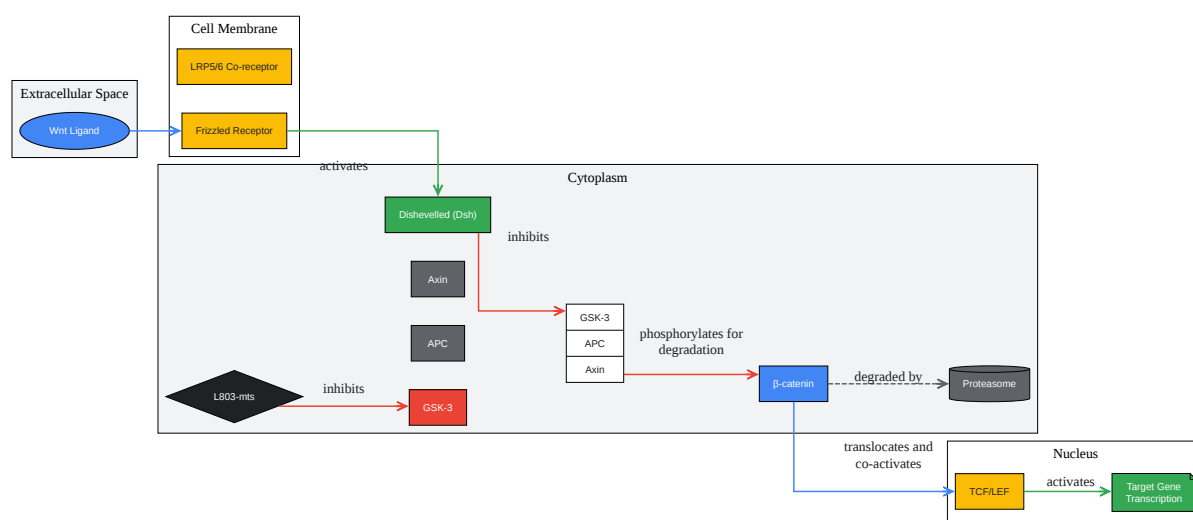 Cell Membrane
LRP5/6 Co-receptor
Extracellular Space
Wnt Ligand
Frizzled Receptor
activates
Cytoplasm
Dishevelled (Dsh)
inhibits
Axin
GSK-3
APC
Axin
APC
phosphorylates for
degradation
L803-mts
inhibits
GSK-3
β-catenin
degraded by
Proteasome
translocates and
co-activates
Nucleus
TCF/LEF
activates
Target Gene
Transcription